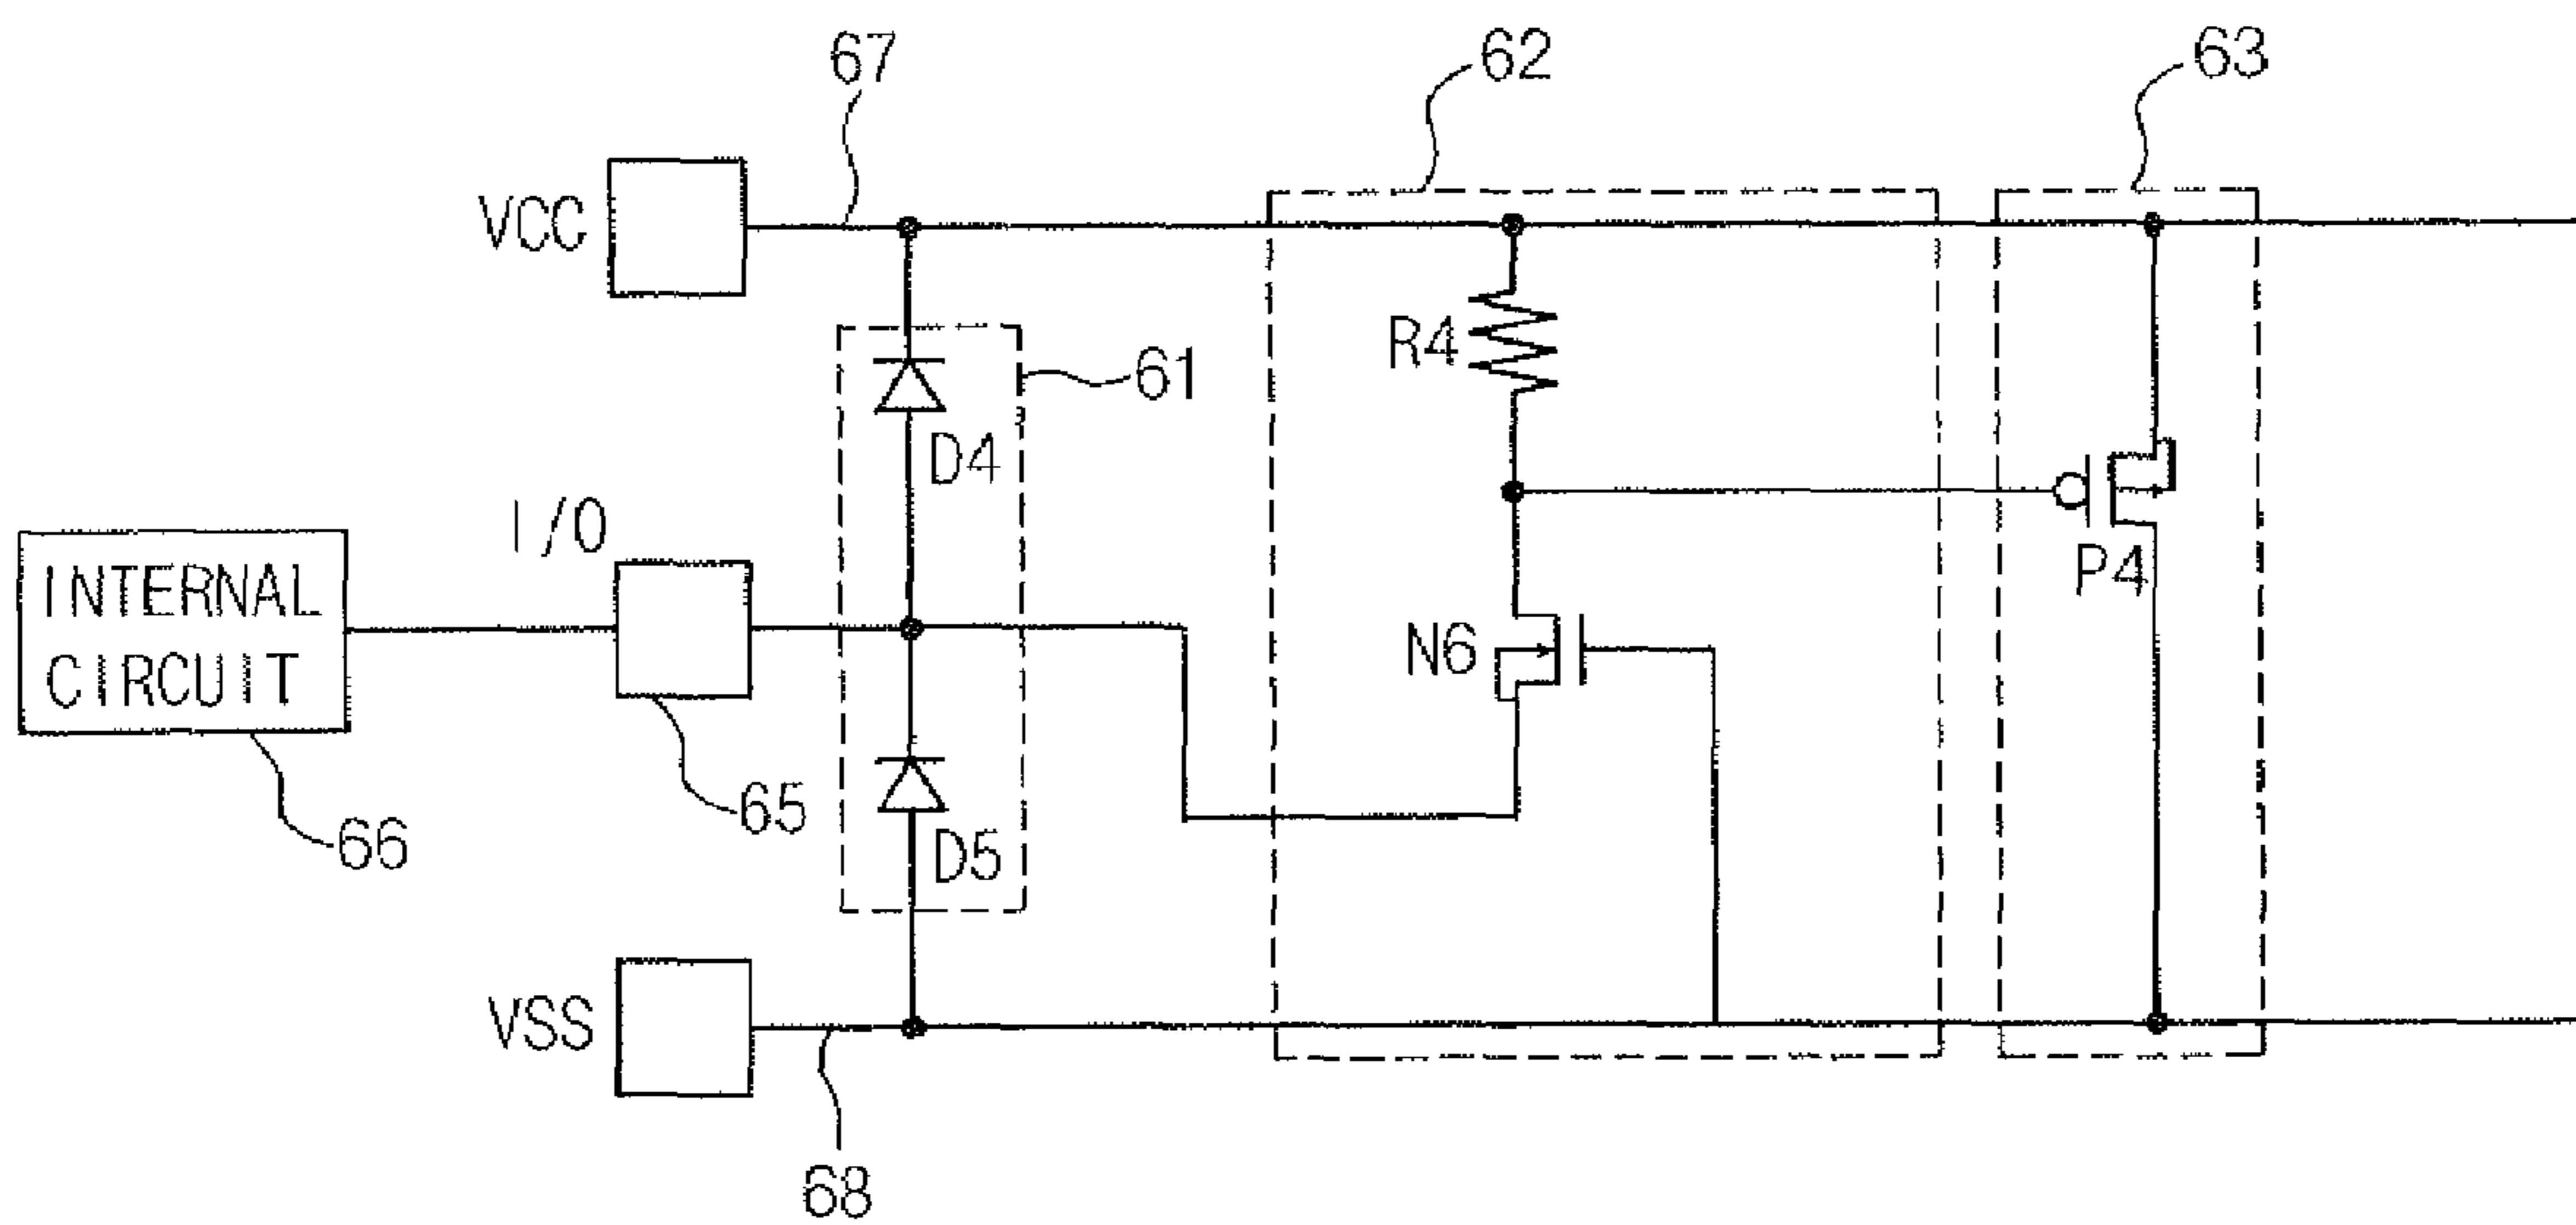 62
63
67
VCC
R4
61
D4
I/O
INTERNAL
CIRCUIT
P4
N6
65
66
D5
VSS
68